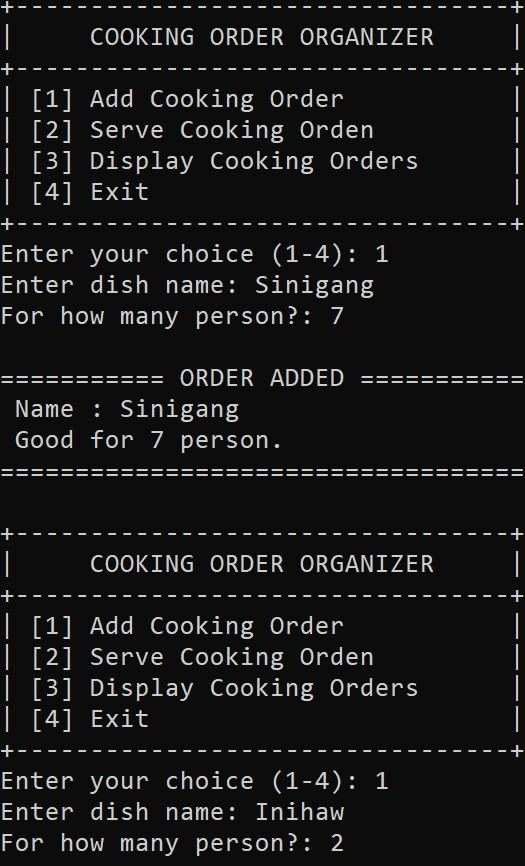 +---------------------------------+
|     COOKING ORDER ORGANIZER     |
+---------------------------------+
| [1] Add Cooking Order           |
| [2] Serve Cooking Orden         |
| [3] Display Cooking Orders      |
| [4] Exit                        |
+---------------------------------+
Enter your choice (1-4): 1
Enter dish name: Sinigang
For how many person?: 7

=========== ORDER ADDED ===========
 Name : Sinigang
 Good for 7 person.
===================================

+---------------------------------+
|     COOKING ORDER ORGANIZER     |
+---------------------------------+
| [1] Add Cooking Order           |
| [2] Serve Cooking Orden         |
| [3] Display Cooking Orders      |
| [4] Exit                        |
+---------------------------------+
Enter your choice (1-4): 1
Enter dish name: Inihaw
For how many person?: 2